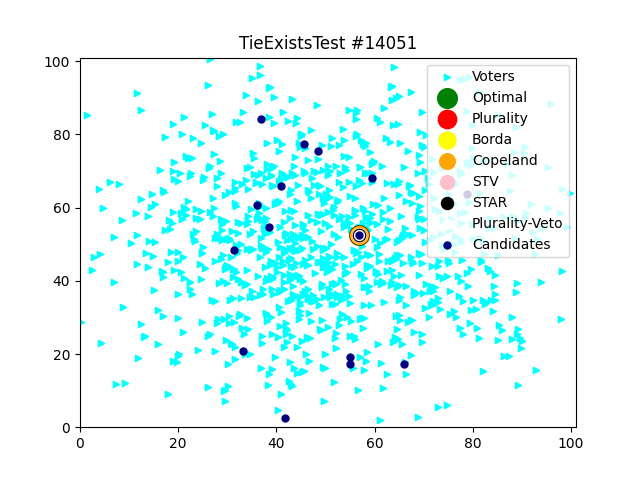 TieExistsTest #14051
100
80
60
40
20
0
0 20 40 60 80 100
Voters
Optimal
Plurality
Borda
Copeland
STV
STAR
Plurality-Veto
Candidates